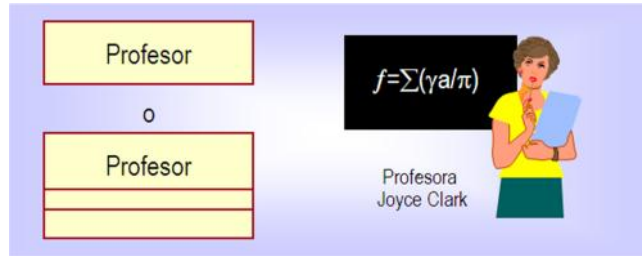 Profesor
o
Profesor
f=∑(γa/π)
Profesora
Joyce Clark